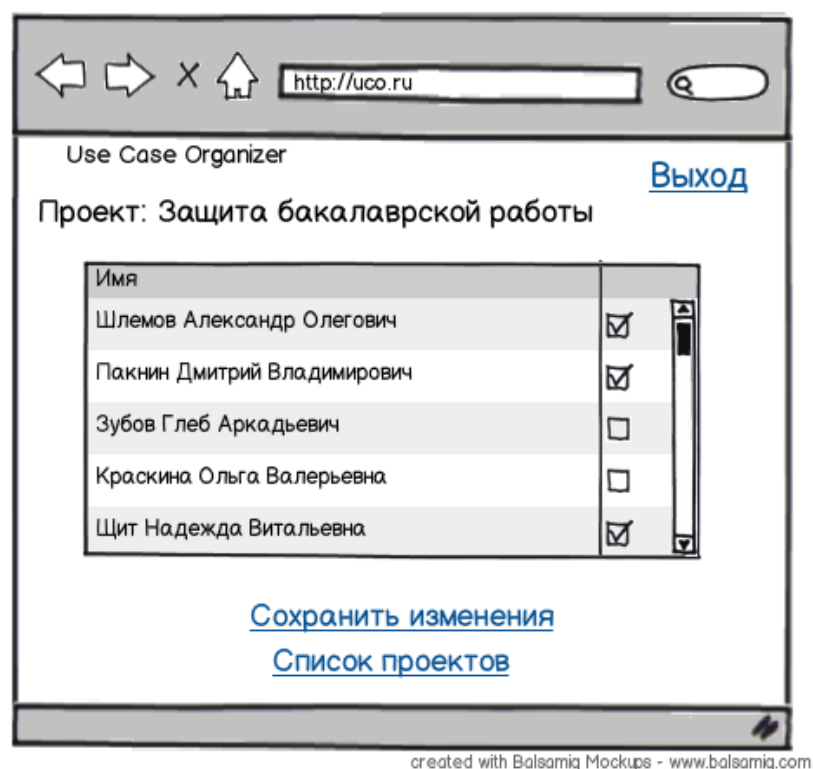 http://uco.ru
Use Case Organizer
Выход
Проект: Защита бакалаврской работы
Имя
Шлемов Александр Олегович
Пакнин Дмитрий Владимирович
Зубов Глеб Аркадьевич
Краскина Ольга Валерьевна
Щит Надежда Витальевна
Сохранить изменения
Список проектов
created with Balsamiq Mockups - www.balsamiq.com